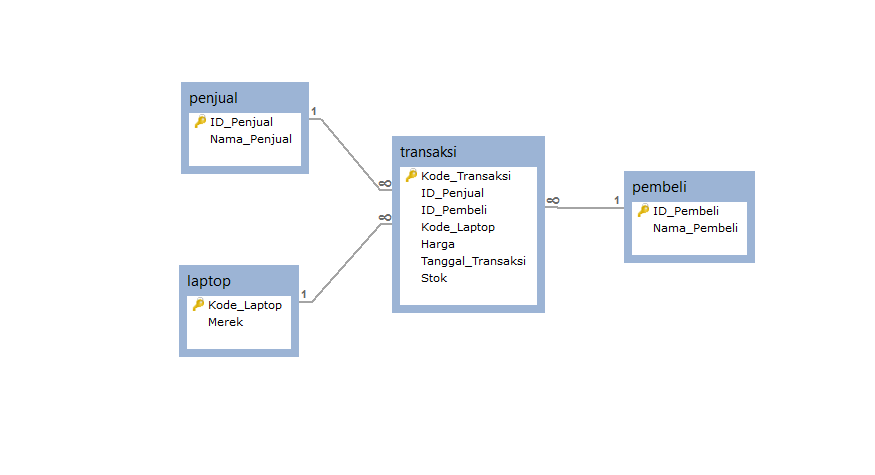 penjual
ID_Penjual
Nama_Penjual
1
∞
transaksi
Kode_Transaksi
ID_Penjual
ID_Pembeli
Kode_Laptop
Harga
Tanggal_Transaksi
Stok
∞
1
pembeli
ID_Pembeli
Nama_Pembeli
laptop
Kode_Laptop
Merek
1
∞